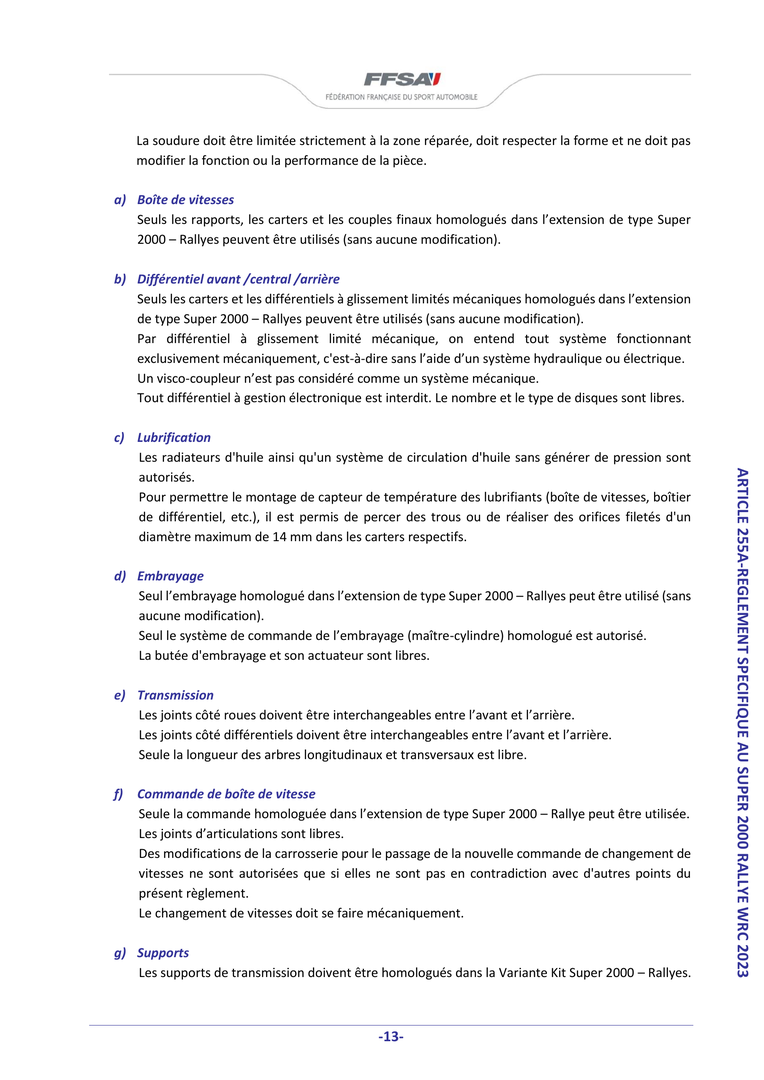 FFSA
FÉDÉRATION FRANÇAISE DU SPORT AUTOMOBILE
La soudure doit être limitée strictement à la zone réparée, doit respecter la forme et ne doit pas
modifier la fonction ou la performance de la pièce.
a) Boîte de vitesses
Seuls les rapports, les carters et les couples finaux homologués dans l’extension de type Super
2000 – Rallyes peuvent être utilisés (sans aucune modification).
b) Différentiel avant /central /arrière
Seuls les carters et les différentiels à glissement limités mécaniques homologués dans l’extension
de type Super 2000 – Rallyes peuvent être utilisés (sans aucune modification).
Par différentiel à glissement limité mécanique, on entend tout système fonctionnant
exclusivement mécaniquement, c'est-à-dire sans l’aide d’un système hydraulique ou électrique.
Un visco-coupleur n’est pas considéré comme un système mécanique.
Tout différentiel à gestion électronique est interdit. Le nombre et le type de disques sont libres.
c) Lubrification
Les radiateurs d'huile ainsi qu'un système de circulation d'huile sans générer de pression sont
autorisés.
Pour permettre le montage de capteur de température des lubrifiants (boîte de vitesses, boîtier
de différentiel, etc.), il est permis de percer des trous ou de réaliser des orifices filetés d'un
diamètre maximum de 14 mm dans les carters respectifs.
d) Embrayage
Seul l’embrayage homologué dans l’extension de type Super 2000 – Rallyes peut être utilisé (sans
aucune modification).
Seul le système de commande de l’embrayage (maître-cylindre) homologué est autorisé.
La butée d'embrayage et son actuateur sont libres.
e) Transmission
Les joints côté roues doivent être interchangeables entre l’avant et l’arrière.
Les joints côté différentiels doivent être interchangeables entre l’avant et l’arrière.
Seule la longueur des arbres longitudinaux et transversaux est libre.
f) Commande de boîte de vitesse
Seule la commande homologuée dans l’extension de type Super 2000 – Rallye peut être utilisée.
Les joints d’articulations sont libres.
Des modifications de la carrosserie pour le passage de la nouvelle commande de changement de
vitesses ne sont autorisées que si elles ne sont pas en contradiction avec d'autres points du
présent règlement.
Le changement de vitesses doit se faire mécaniquement.
g) Supports
Les supports de transmission doivent être homologués dans la Variante Kit Super 2000 – Rallyes.
ARTICLE 255A-REGLEMENT SPECIFIQUE AU SUPER 2000 RALLYE WRC 2023
-13-